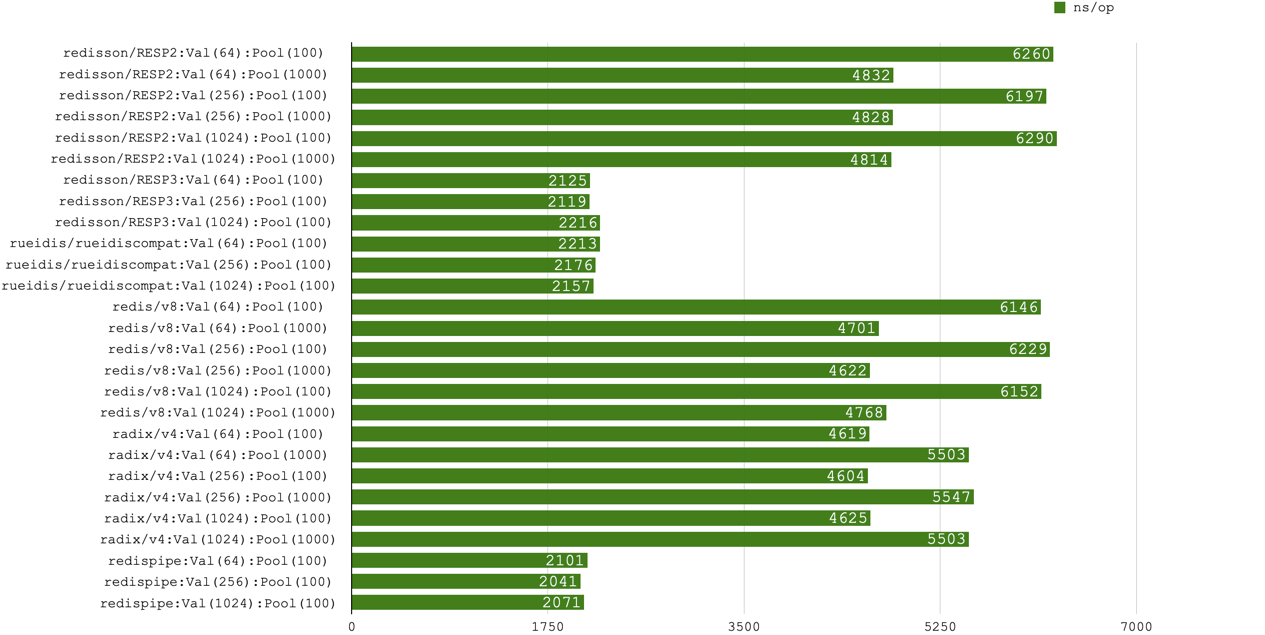 ns/op
redisson/RESP2:Val(64):Pool(100) 6260
redisson/RESP2:Val(64):Pool(1000) 4832
redisson/RESP2:Val(256):Pool(100) 6197
redisson/RESP2:Val(256):Pool(1000) 4828
redisson/RESP2:Val(1024):Pool(100) 6290
redisson/RESP2:Val(1024):Pool(1000) 4814
redisson/RESP3:Val(64):Pool(100) 2125
redisson/RESP3:Val(256):Pool(100) 2119
redisson/RESP3:Val(1024):Pool(100) 2216
rueidis/rueidiscompat:Val(64):Pool(100) 2213
rueidis/rueidiscompat:Val(256):Pool(100) 2176
rueidis/rueidiscompat:Val(1024):Pool(100) 2157
redis/v8:Val(64):Pool(100) 6146
redis/v8:Val(64):Pool(1000) 4701
redis/v8:Val(256):Pool(100) 6229
redis/v8:Val(256):Pool(1000) 4622
redis/v8:Val(1024):Pool(100) 6152
redis/v8:Val(1024):Pool(1000) 4768
radix/v4:Val(64):Pool(100) 4619
radix/v4:Val(64):Pool(1000) 5503
radix/v4:Val(256):Pool(100) 4604
radix/v4:Val(256):Pool(1000) 5547
radix/v4:Val(1024):Pool(100) 4625
radix/v4:Val(1024):Pool(1000) 5503
redispipe:Val(64):Pool(100) 2101
redispipe:Val(256):Pool(100) 2041
redispipe:Val(1024):Pool(100) 2071
0 1750 3500 5250 7000